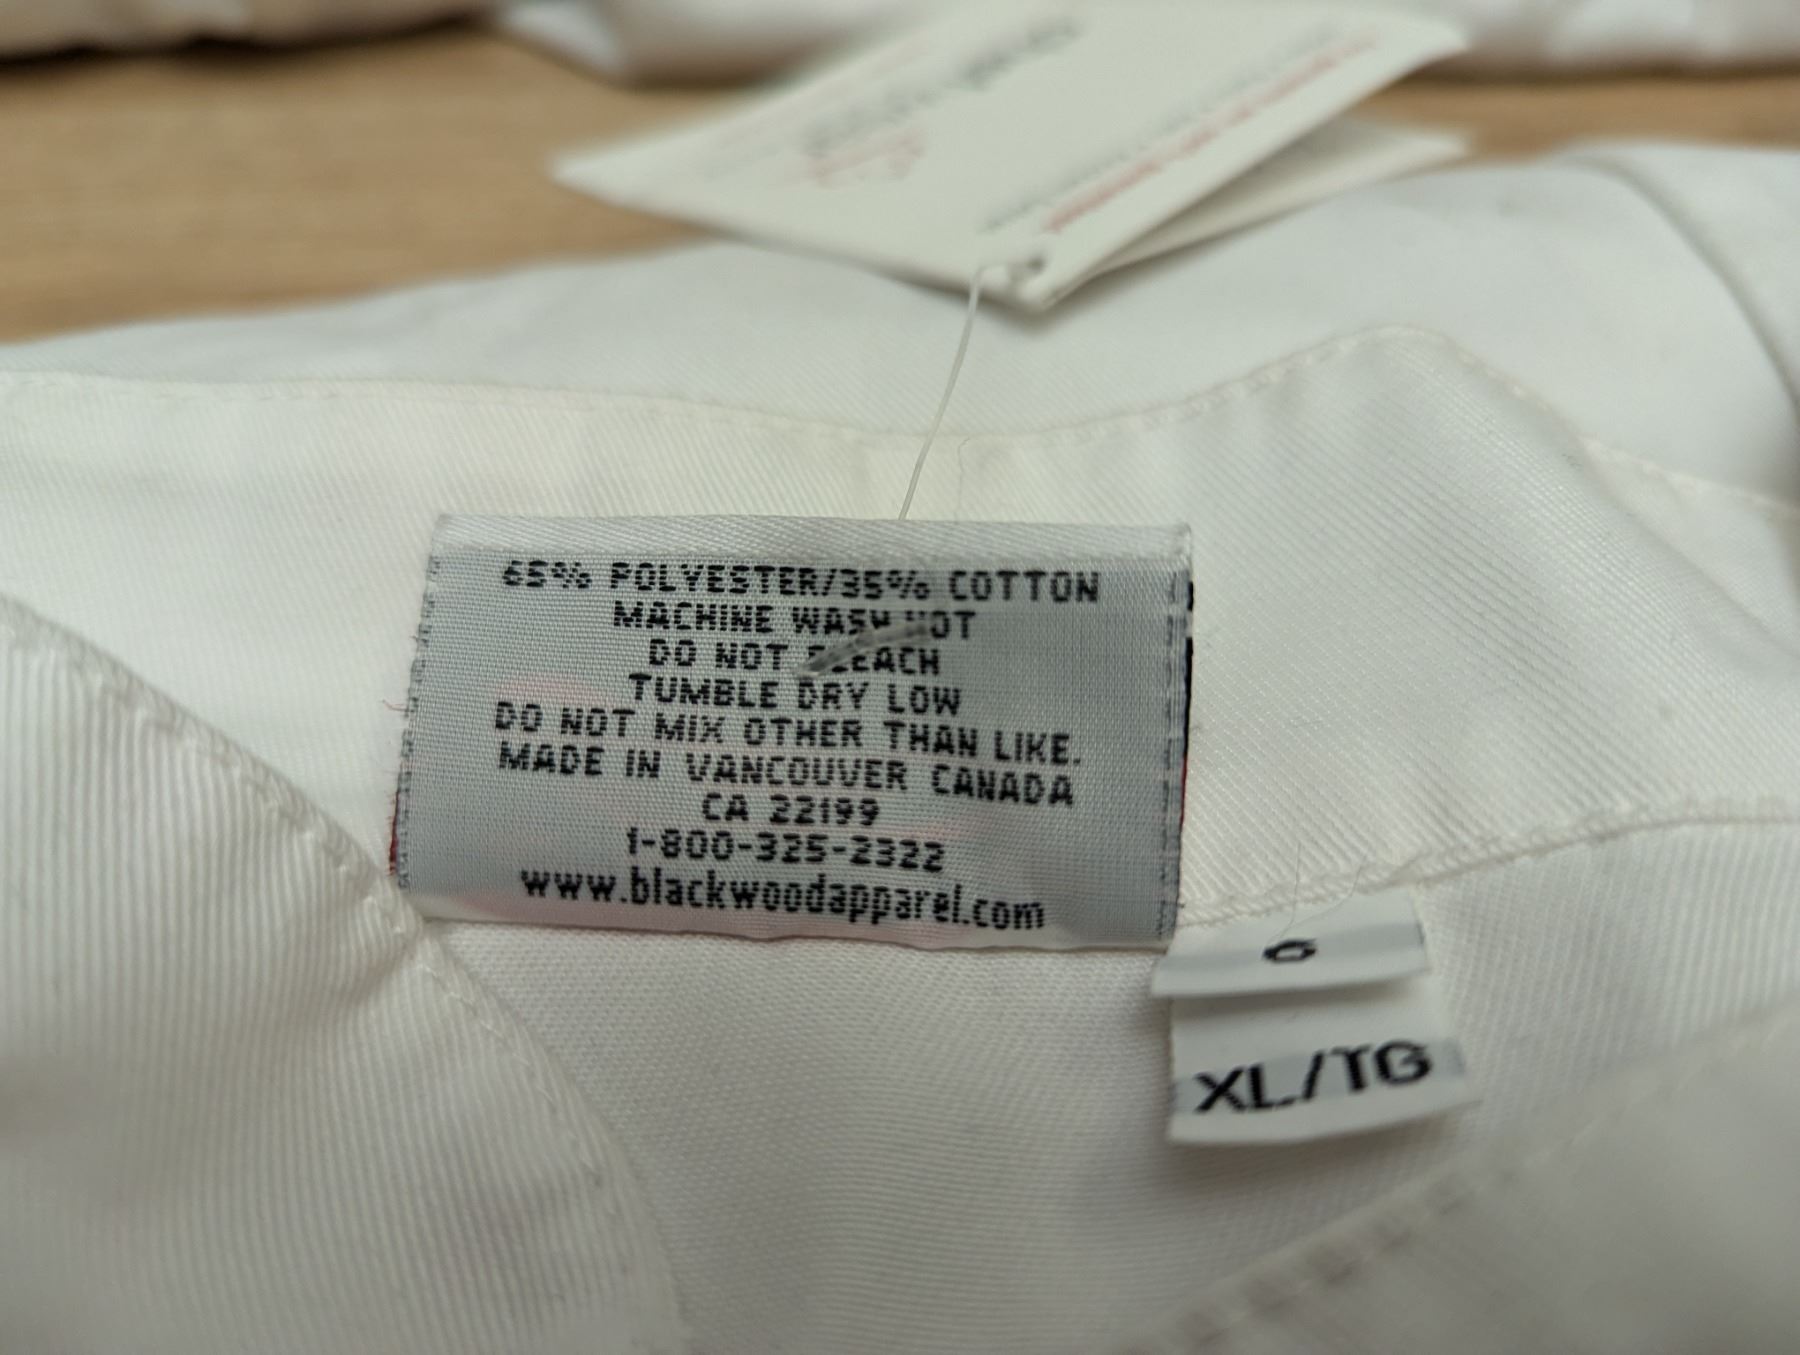 65% POLYESTER/35% COTTON
MACHINE WASH HOT
DO NOT BLEACH
TUMBLE DRY LOW
DO NOT MIX OTHER THAN LIKE.
MADE IN VANCOUVER CANADA
CA 22199
1-800-325-2322
www.blackwoodapparel.com
6
XL/TG